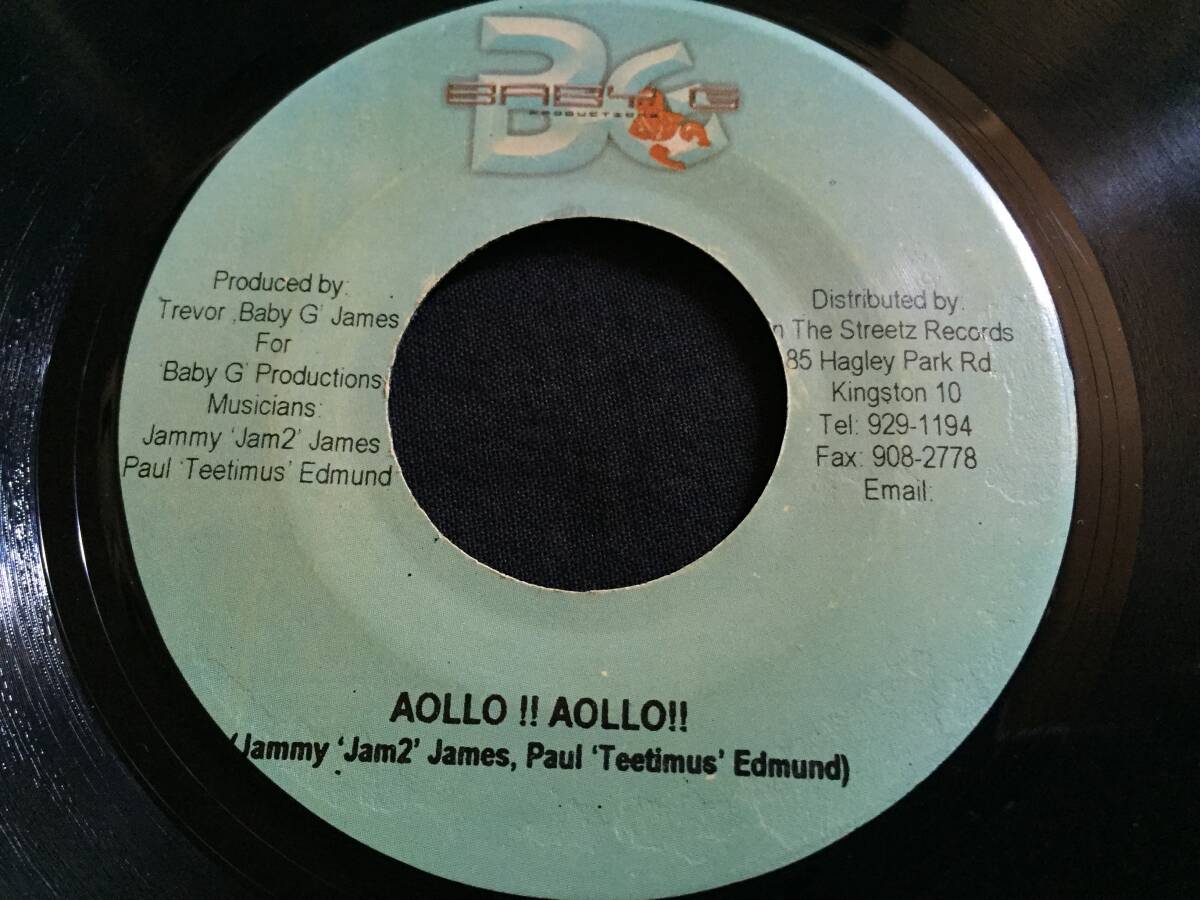 BG
BABY G
PRODUCTIONS
Produced by:
Trevor ,Baby G' James
For
'Baby G' Productions
Musicians:
Jammy 'Jam2' James
Paul 'Teetimus' Edmund
Distributed by:
n The Streetz Records
85 Hagley Park Rd.
Kingston 10
Tel: 929-1194
Fax: 908-2778
Email:
AOLLO !! AOLLO!!
(Jammy 'Jam2' James, Paul 'Teetimus' Edmund)